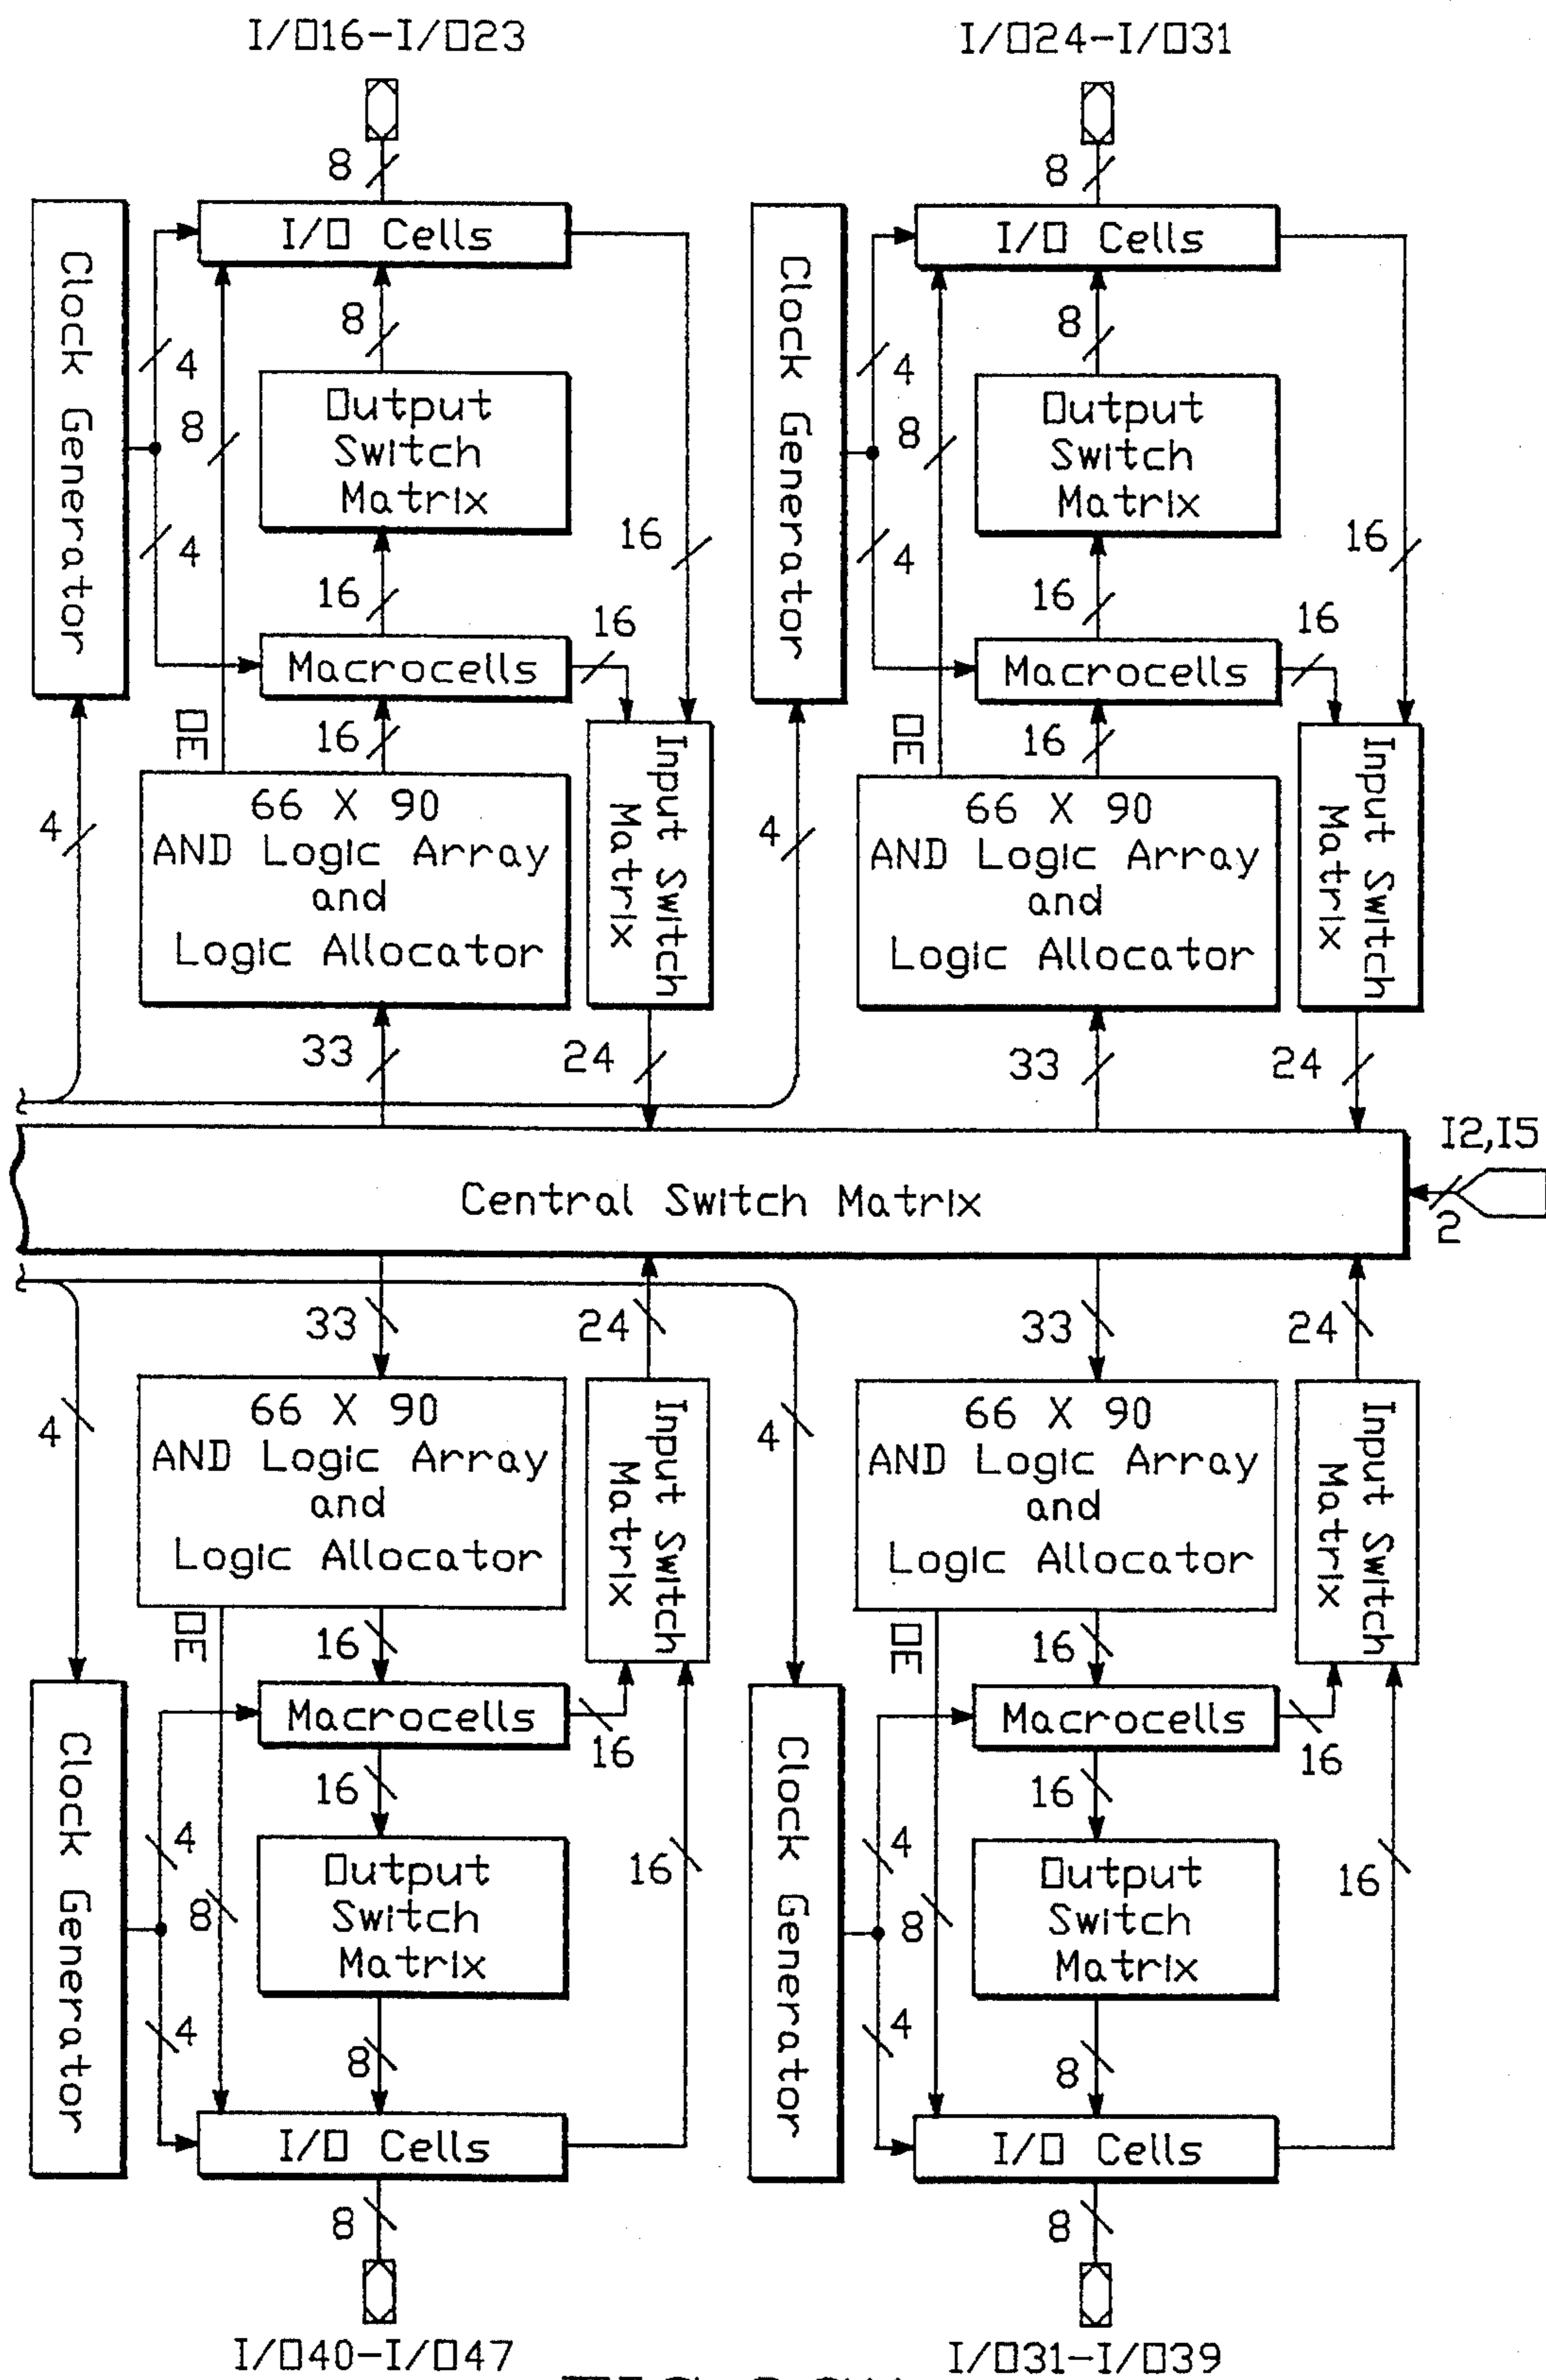 I/O16-I/O23
I/O24-I/O31
8
8
I/O Cells
I/O Cells
Clock Generator
Clock Generator
8
8
4
4
8
8
Output
Switch
Matrix
Output
Switch
Matrix
4
4
16
16
16
16
16
16
Macrocells
Macrocells
OE
OE
16
16
Input Switch
Matrix
Input Switch
Matrix
66 X 90
AND Logic Array
and
Logic Allocator
66 X 90
AND Logic Array
and
Logic Allocator
4
4
33
24
33
24
I2,I5
Central Switch Matrix
2
33
24
33
24
66 X 90
AND Logic Array
and
Logic Allocator
66 X 90
AND Logic Array
and
Logic Allocator
Input Switch
Matrix
Input Switch
Matrix
4
4
OE
OE
16
16
Macrocells
Macrocells
16
16
16
16
Clock Generator
Clock Generator
4
4
16
16
Output
Switch
Matrix
Output
Switch
Matrix
8
8
4
4
8
8
I/O Cells
I/O Cells
8
8
I/O40-I/O47
I/O31-I/O39